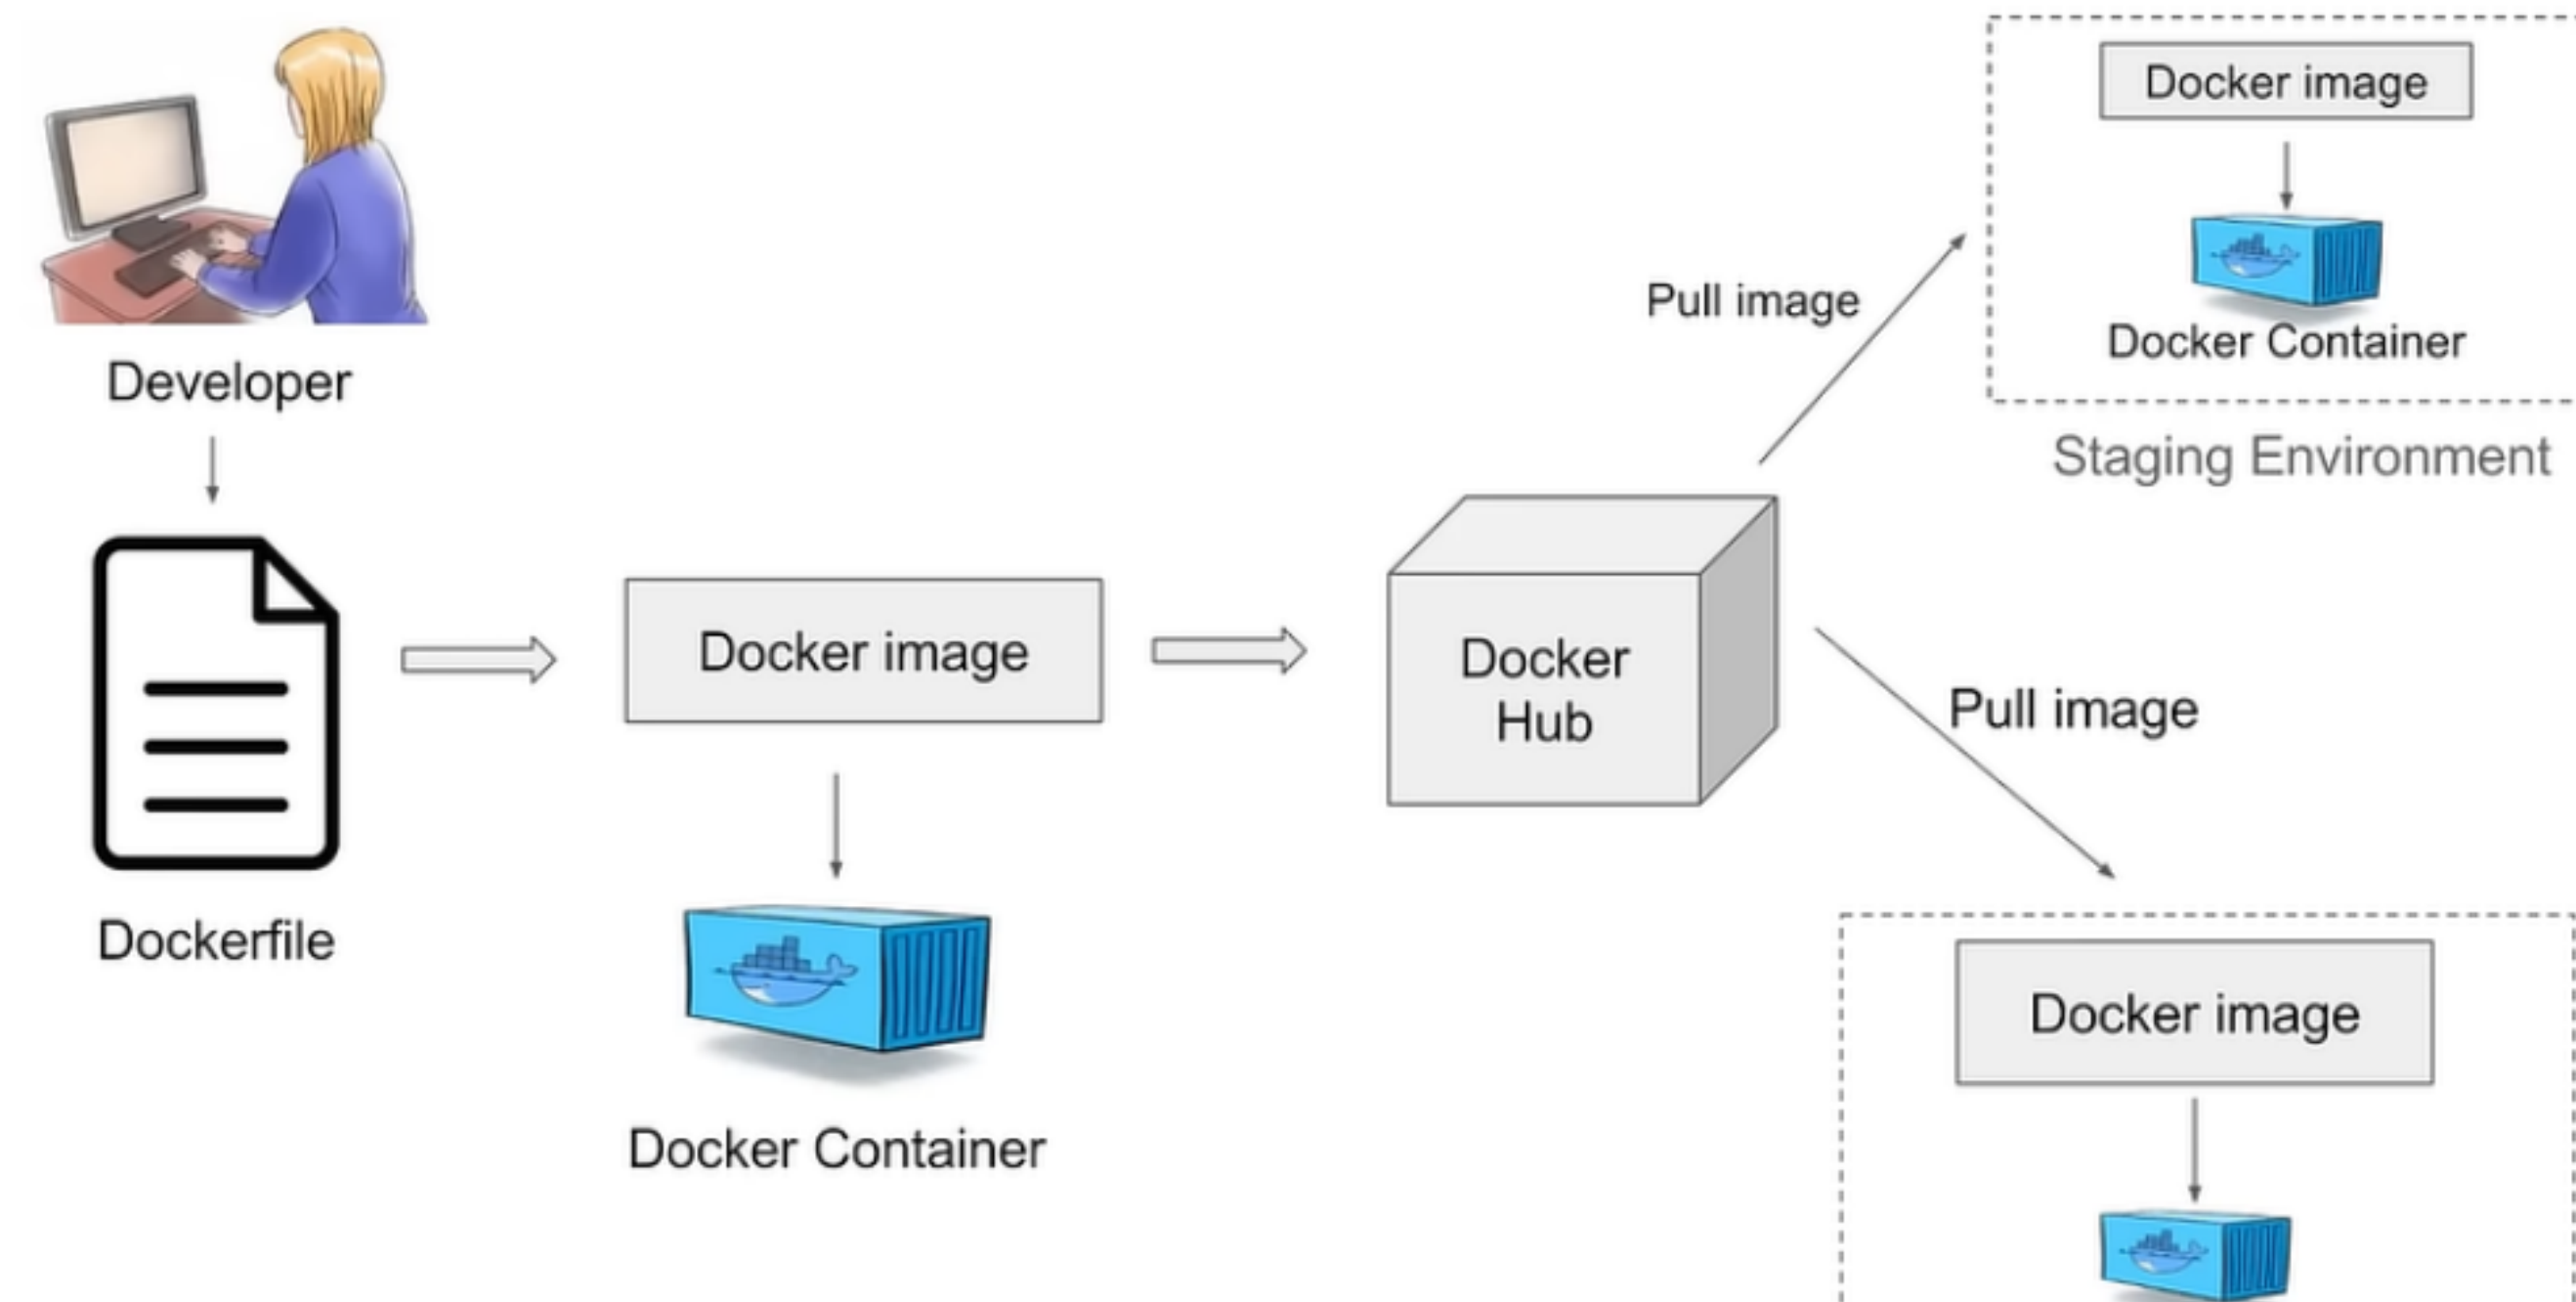 Developer
Dockerfile
Docker image
Docker Container
Docker
Hub
Pull image
Docker image
Docker Container
Staging Environment
Pull image
Docker image